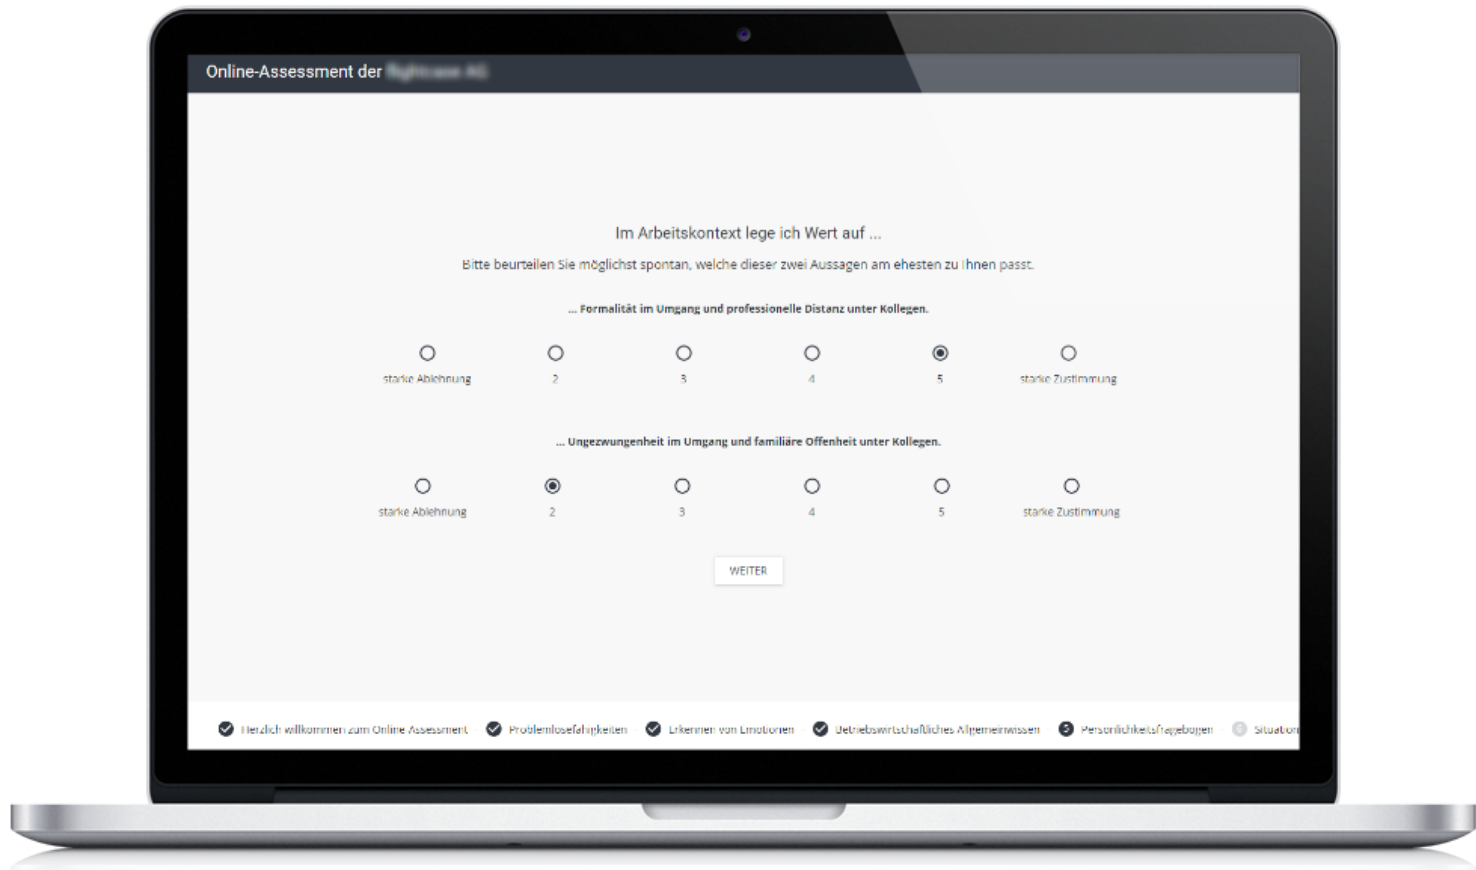 Online-Assessment der
Im Arbeitskontext lege ich Wert auf ...
Bitte beurteilen Sie möglichst spontan, welche dieser zwei Aussagen am ehesten zu Ihnen passt.
... Formalität im Umgang und professionelle Distanz unter Kollegen.
starke Ablehnung 2 3 4 5 starke Zustimmung
... Ungezwungenheit im Umgang und familiäre Offenheit unter Kollegen.
starke Ablehnung 2 3 4 5 starke Zustimmung
WEITER
Herzlich willkommen zum Online Assessment Problemlösefähigkeiten Erkennen von Emotionen Betriebswirtschaftliches Allgemeinwissen 5 Persönlichkeitsfragebogen 6 Situation